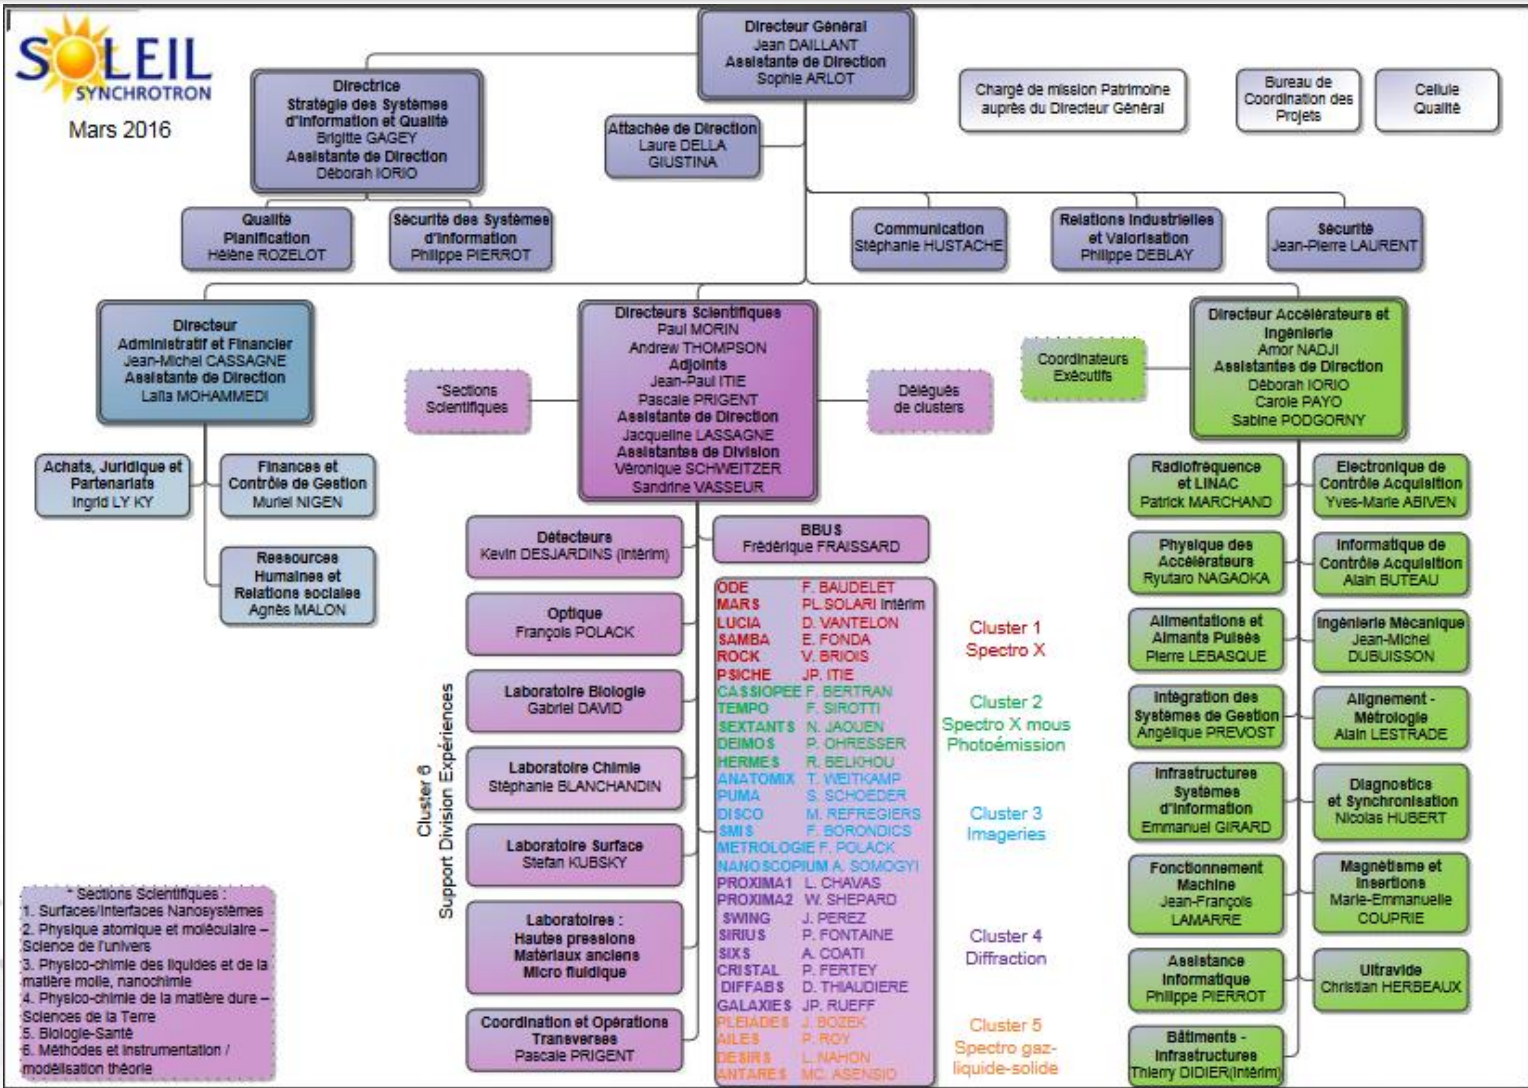 SOLEIL
SYNCHROTRON
Mars 2016
Directeur Général
Jean DAILLANT
Assistante de Direction
Sophie ARLOT
Directrice
Stratégie des Systèmes
d'Information et Qualité
Brigitte GAGEY
Assistante de Direction
Déborah IORIO
Attachée de Direction
Laure DELLA
GIUSTINA
Chargé de mission Patrimoine
auprès du Directeur Général
Bureau de
Coordination des
Projets
Cellule
Qualité
Qualité
Planification
Hélène ROZELOT
Sécurité des Systèmes
d'Information
Philippe PIERROT
Communication
Stéphanie HUSTACHE
Relations Industrielles
et Valorisation
Philippe DEBLAY
Sécurité
Jean-Pierre LAURENT
Directeur
Administratif et Financier
Jean-Michel CASSAGNE
Assistante de Direction
Laïla MOHAMMEDI
Achats, Juridique et
Partenariats
Ingrid LY KY
Finances et
Contrôle de Gestion
Muriel NIGEN
Ressources
Humaines et
Relations sociales
Agnès MALON
Directeurs Scientifiques
Paul MORIN
Andrew THOMPSON
Adjoints
Jean-Paul ITIE
Pascale PRIGENT
Assistante de Direction
Jacqueline LASSAGNE
Assistantes de Division
Véronique SCHWEITZER
Sandrine VASSEUR
*Sections
Scientifiques
Délégués
de clusters
Coordinateurs
Exécutifs
Directeur Accélérateurs et
Ingénierie
Amor NADJI
Assistantes de Direction
Déborah IORIO
Carole PAYO
Sabine PODGORNY
Détecteurs
Kevin DESJARDINS (Intérim)
BBUS
Frédérique FRAISSARD
Optique
François POLACK
Laboratoire Biologie
Gabriel DAVID
Laboratoire Chimie
Stéphanie BLANCHANDIN
Laboratoire Surface
Stefan KUBSKY
Laboratoires :
Hautes pressions
Matériaux anciens
Micro fluidique
Coordination et Opérations
Transverses
Pascale PRIGENT
Cluster 6
Support Division Expériences
ODE F. BAUDELET
MARS PL.SOLARI Intérim
LUCIA D. VANTELON
SAMBA E. FONDA
ROCK V. BRIOIS
PSICHE JP. ITIE
CASSIOPEE F. BERTRAN
TEMPO F. SIROTTI
SEXTANTS N. JAOUEN
DEIMOS P. OHRESSER
HERMES R. BELKHOU
ANATOMIX T. WEITKAMP
PUMA S. SCHOEDER
DISCO M. REFREGIERS
SMIS F. BORONDICS
METROLOGIE F. POLACK
NANOSCOPIUM A. SOMOGYI
PROXIMA1 L. CHAVAS
PROXIMA2 W. SHEPARD
SWING J. PEREZ
SIRIUS P. FONTAINE
SIXS A. COATI
CRISTAL P. FERTEY
DIFFABS D. THIAUDIERE
GALAXIES JP. RUEFF
PLEIADES J. BOZEK
AILES P. ROY
DESIRS L. NAHON
ANTARES MC. ASENSIO
Cluster 1
Spectro X
Cluster 2
Spectro X mous
Photoémission
Cluster 3
Imageries
Cluster 4
Diffraction
Cluster 5
Spectro gaz-
liquide-solide
Radiofréquence
et LINAC
Patrick MARCHAND
Electronique de
Contrôle Acquisition
Yves-Marie ABIVEN
Physique des
Accélérateurs
Ryutaro NAGAOKA
Informatique de
Contrôle Acquisition
Alain BUTEAU
Alimentations et
Aimants Pulsés
Pierre LEBASQUE
Ingénierie Mécanique
Jean-Michel
DUBUISSON
Intégration des
Systèmes de Gestion
Angélique PREVOST
Alignement -
Métrologie
Alain LESTRADE
Infrastructures
Systèmes
d'Information
Emmanuel GIRARD
Diagnostics
et Synchronisation
Nicolas HUBERT
Fonctionnement
Machine
Jean-François
LAMARRE
Magnétisme et
Insertions
Marie-Emmanuelle
COUPRIE
Assistance
Informatique
Philippe PIERROT
Ultravide
Christian HERBEAUX
Bâtiments -
Infrastructures
Thierry DIDIER(Intérim)
* Sections Scientifiques :
1. Surfaces/Interfaces Nanosystèmes
2. Physique atomique et moléculaire –
Science de l'univers
3. Physico-chimie des liquides et de la
matière molle, nanochimie
4. Physico-chimie de la matière dure –
Sciences de la Terre
5. Biologie-Santé
6. Méthodes et Instrumentation /
modélisation théorie